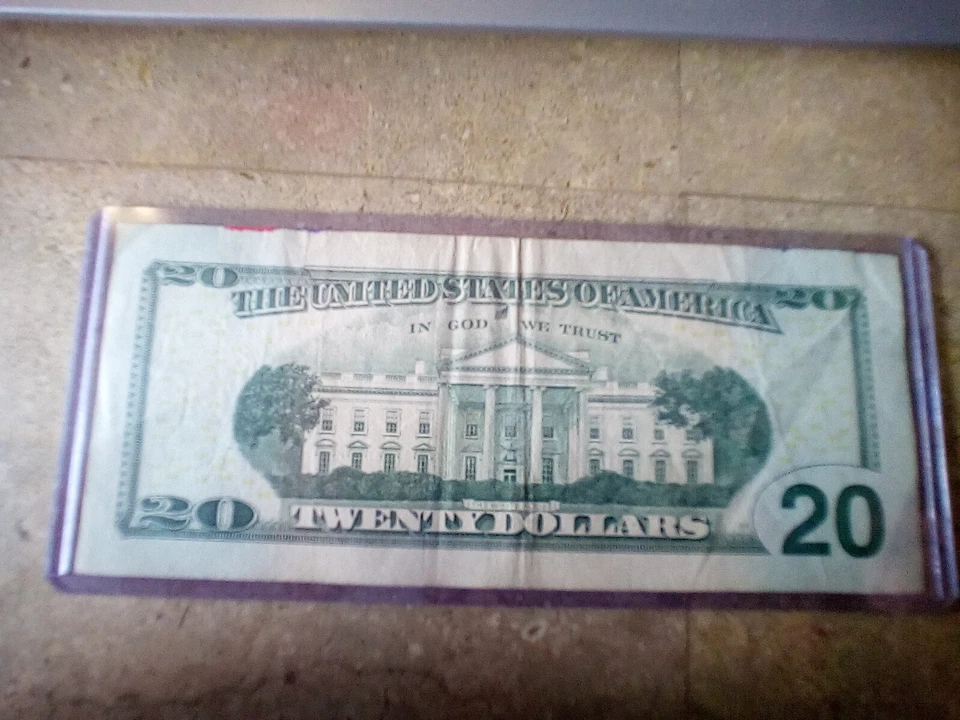 20 20
THE UNITED STATES OF AMERICA
IN GOD WE TRUST
20 TWENTY DOLLARS 20